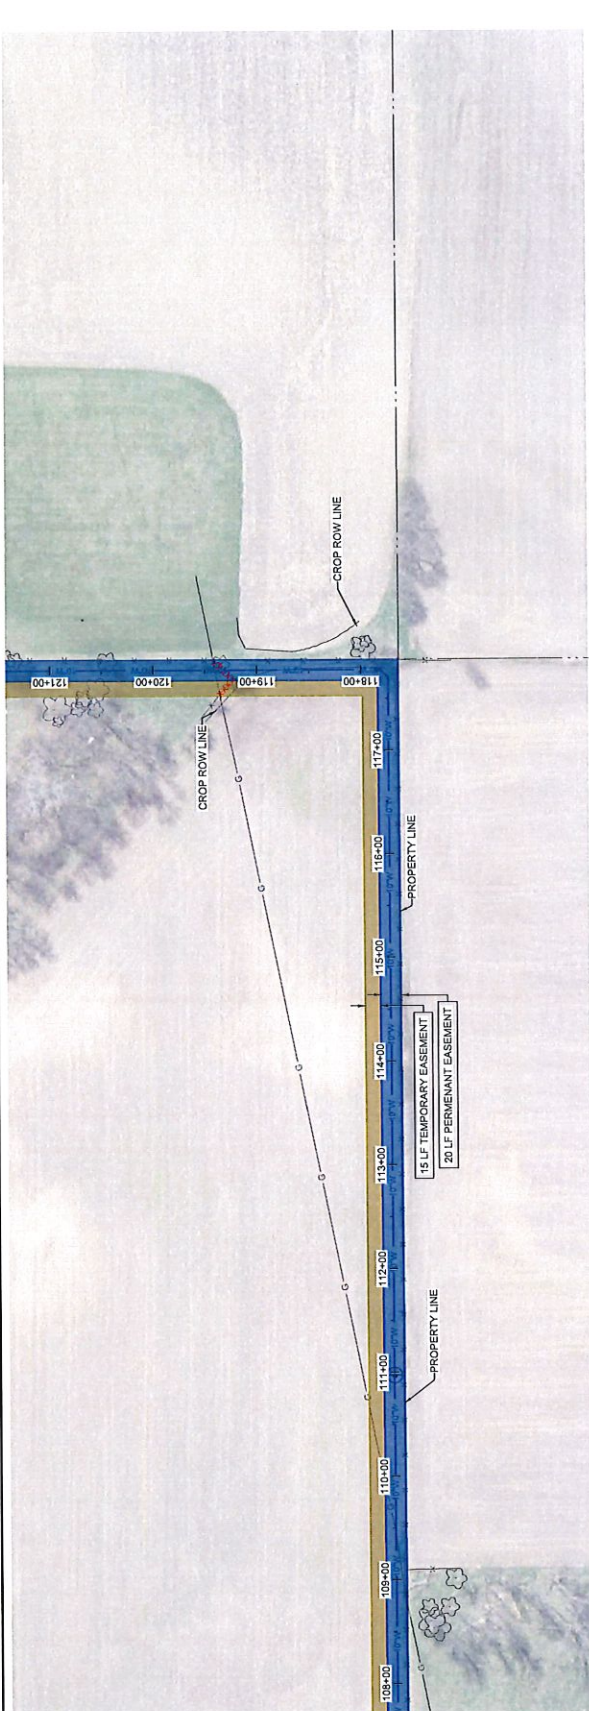 CROP ROW LINE
121+00
120+00
119+00
118+00
CROP ROW LINE
117+00
G
116+00
PROPERTY LINE
G
115+00
15 LF TEMPORARY EASEMENT
20 LF PERMENANT EASEMENT
114+00
G
113+00
G
112+00
G
PROPERTY LINE
111+00
G
110+00
109+00
108+00
G